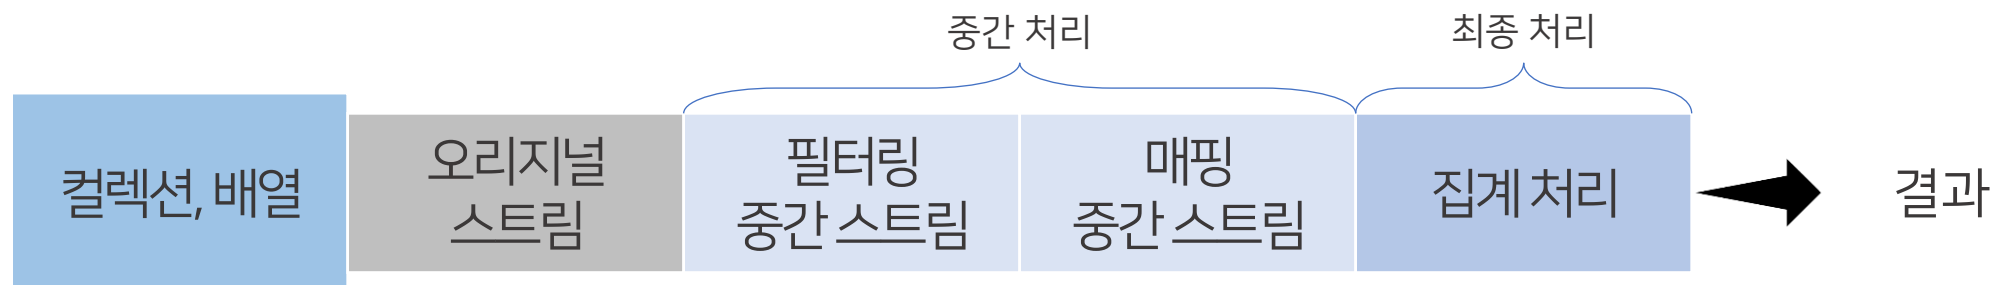 중간 처리
최종 처리
컬렉션, 배열
오리지널
스트림
필터링
중간 스트림
매핑
중간 스트림
집계 처리
결과